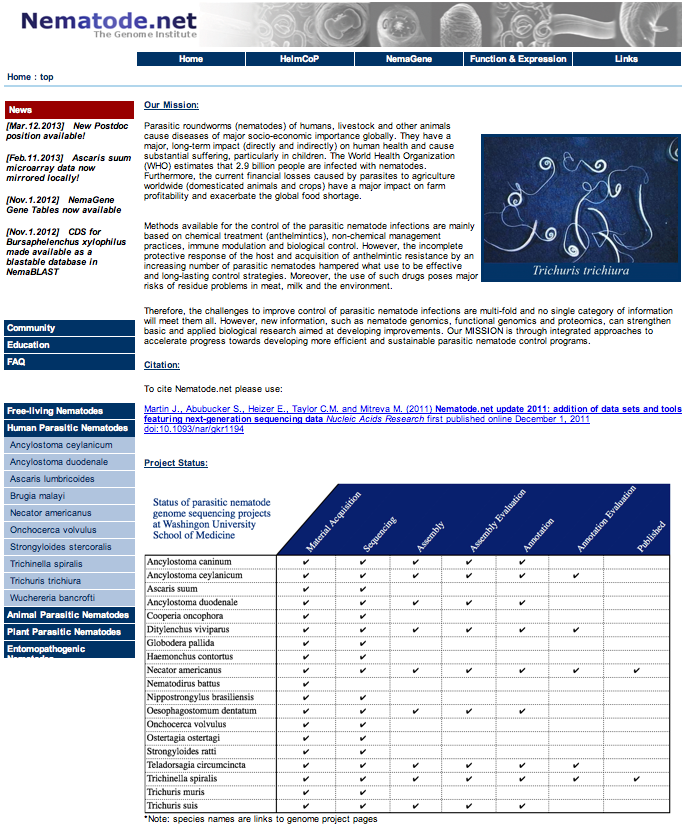 Nematode.net
The Genome Institute
Home HelmCoP NemaGene Function & Expression Links
Home : top
News
[Mar.12.2013] New Postdoc
position available!
[Feb.11.2013] Ascaris suum
microarray data now
mirrored locally!
[Nov.1.2012] NemaGene
Gene Tables now available
[Nov.1.2012] CDS for
Bursaphelenchus xylophilus
made available as a
blastable database in
NemaBLAST
Community
Education
FAQ
Free-living Nematodes
Human Parasitic Nematodes
Ancylostoma ceylanicum
Ancylostoma duodenale
Ascaris lumbricoides
Brugia malayi
Necator americanus
Onchocerca volvulus
Strongyloides stercoralis
Trichinella spiralis
Trichuris trichiura
Wuchereria bancrofti
Animal Parasitic Nematodes
Plant Parasitic Nematodes
Entomopathogenic
Nematodes
Our Mission:
Parasitic roundworms (nematodes) of humans, livestock and other animals
cause diseases of major socio-economic importance globally. They have a
major, long-term impact (directly and indirectly) on human health and cause
substantial suffering, particularly in children. The World Health Organization
(WHO) estimates that 2.9 billion people are infected with nematodes.
Furthermore, the current financial losses caused by parasites to agriculture
worldwide (domesticated animals and crops) have a major impact on farm
profitability and exacerbate the global food shortage.
Trichuris trichiura
Methods available for the control of the parasitic nematode infections are mainly
based on chemical treatment (anthelmintics), non-chemical management
practices, immune modulation and biological control. However, the incomplete
protective response of the host and acquisition of anthelmintic resistance by an
increasing number of parasitic nematodes hampered what use to be effective
and long-lasting control strategies. Moreover, the use of such drugs poses major
risks of residue problems in meat, milk and the environment.
Therefore, the challenges to improve control of parasitic nematode infections are multi-fold and no single category of information
will meet them all. However, new information, such as nematode genomics, functional genomics and proteomics, can strengthen
basic and applied biological research aimed at developing improvements. Our MISSION is through integrated approaches to
accelerate progress towards developing more efficient and sustainable parasitic nematode control programs.
Citation:
To cite Nematode.net please use:
Martin J., Abubucker S., Heizer E., Taylor C.M. and Mitreva M. (2011) Nematode.net update 2011: addition of data sets and tools
featuring next-generation sequencing data Nucleic Acids Research first published online December 1, 2011
doi:10.1093/nar/gkr1194
Project Status:
Status of parasitic nematode
genome sequencing projects
at Washingon University
School of Medicine
Material Acquisition
Sequencing
Assembly
Assembly Evaluation
Annotation
Annotation Evaluation
Published
Ancylostoma caninum ✔ ✔ ✔ ✔ ✔
Ancylostoma ceylanicum ✔ ✔ ✔ ✔ ✔ ✔
Ascaris suum ✔ ✔
Ancylostoma duodenale ✔ ✔ ✔ ✔ ✔
Cooperia oncophora ✔ ✔
Ditylenchus viviparus ✔ ✔ ✔ ✔ ✔ ✔
Globodera pallida ✔ ✔
Haemonchus contortus ✔ ✔
Necator americanus ✔ ✔ ✔ ✔ ✔ ✔ ✔
Nematodirus battus ✔
Nippostrongylus brasiliensis ✔ ✔
Oesophagostomum dentatum ✔ ✔ ✔ ✔ ✔
Onchocerca volvulus ✔ ✔
Ostertagia ostertagi ✔ ✔
Strongyloides ratti ✔ ✔
Teladorsagia circumcincta ✔ ✔ ✔ ✔ ✔ ✔
Trichinella spiralis ✔ ✔ ✔ ✔ ✔ ✔ ✔
Trichuris muris ✔ ✔
Trichuris suis ✔ ✔ ✔ ✔ ✔
*Note: species names are links to genome project pages